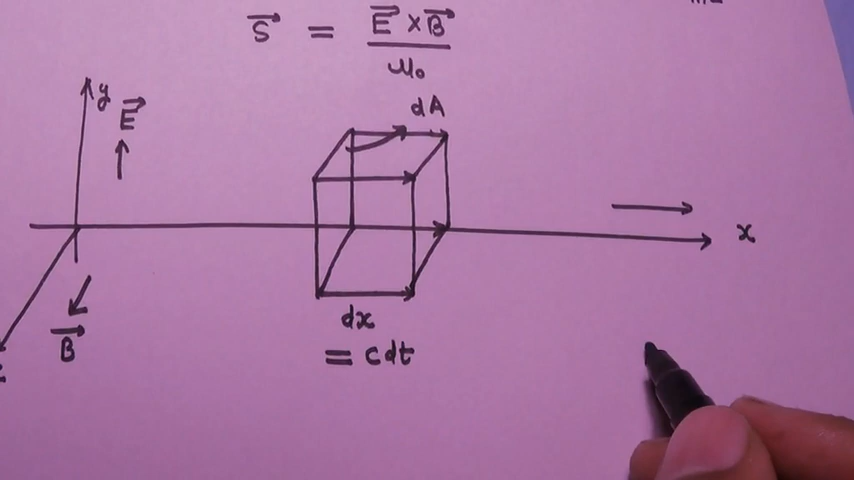 S⃗ = E⃗ × B⃗ / μ₀
dA
y
E⃗
x
B⃗
dx
= cdt